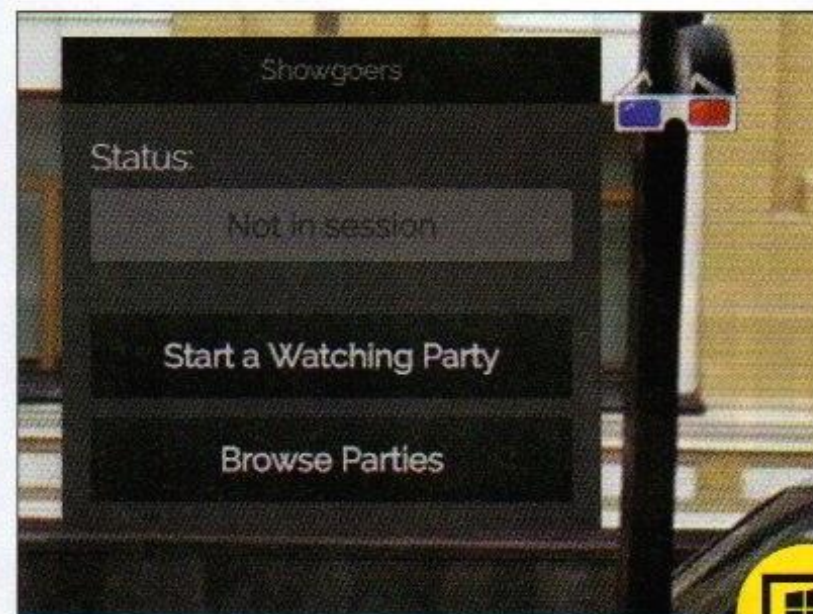 Showgoers
Status:
Not in session
Start a Watching Party
Browse Parties